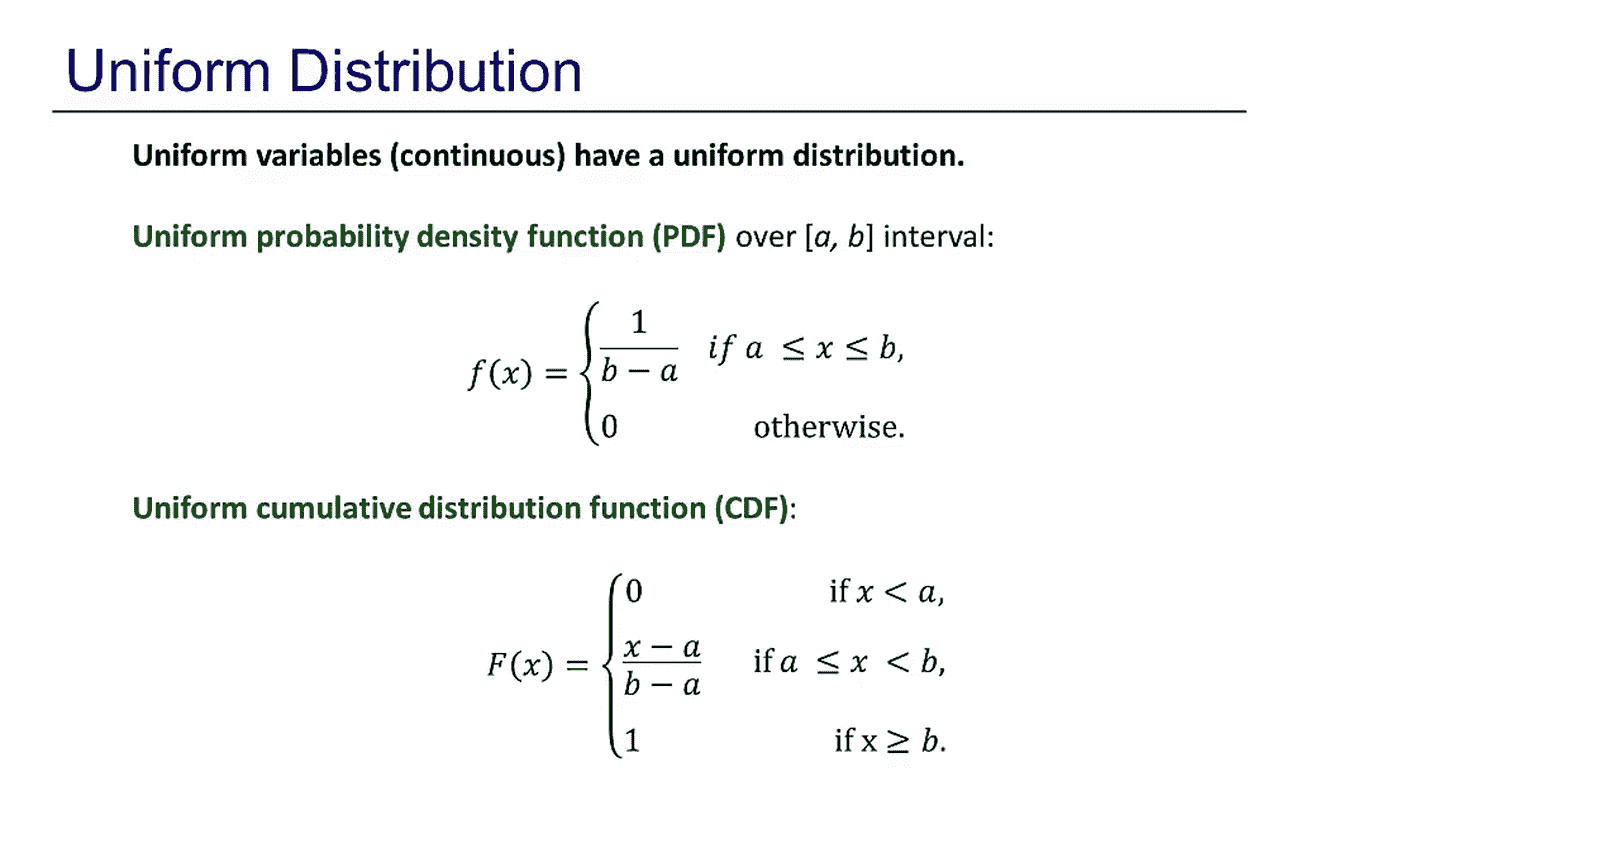 Uniform Distribution
Uniform variables (continuous) have a uniform distribution.
Uniform probability density function (PDF) over [a, b] interval:
f(x) = { 1/(b − a) if a ≤ x ≤ b,
0 otherwise.
Uniform cumulative distribution function (CDF):
F(x) = { 0 if x < a,
(x − a)/(b − a) if a ≤ x < b,
1 if x ≥ b.